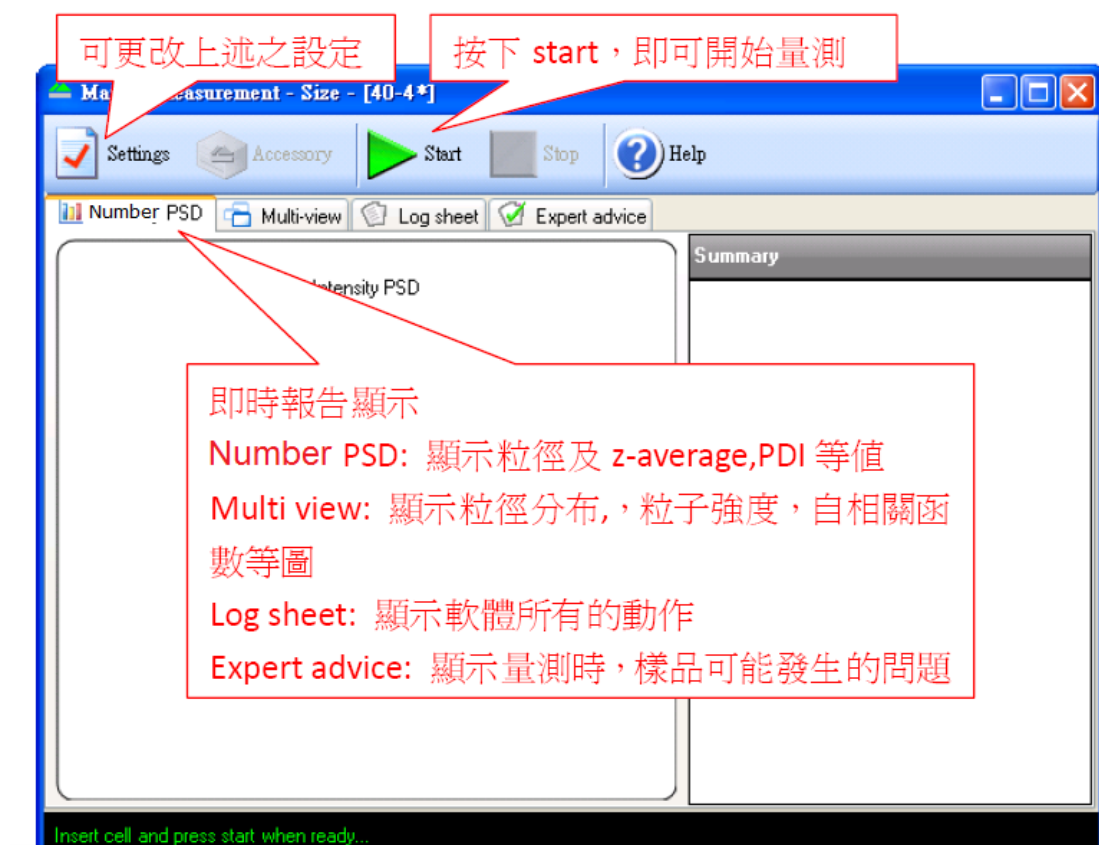 可更改上述之設定
按下 start，即可開始量測
Measurement - Size - [40-4*]
Settings
Accessory
Start
Stop
Help
Number PSD
Multi-view
Log sheet
Expert advice
Intensity PSD
Summary
即時報告顯示
Number PSD: 顯示粒徑及 z-average,PDI 等值
Multi view: 顯示粒徑分布,，粒子強度，自相關函
數等圖
Log sheet: 顯示軟體所有的動作
Expert advice: 顯示量測時，樣品可能發生的問題
Insert cell and press start when ready...